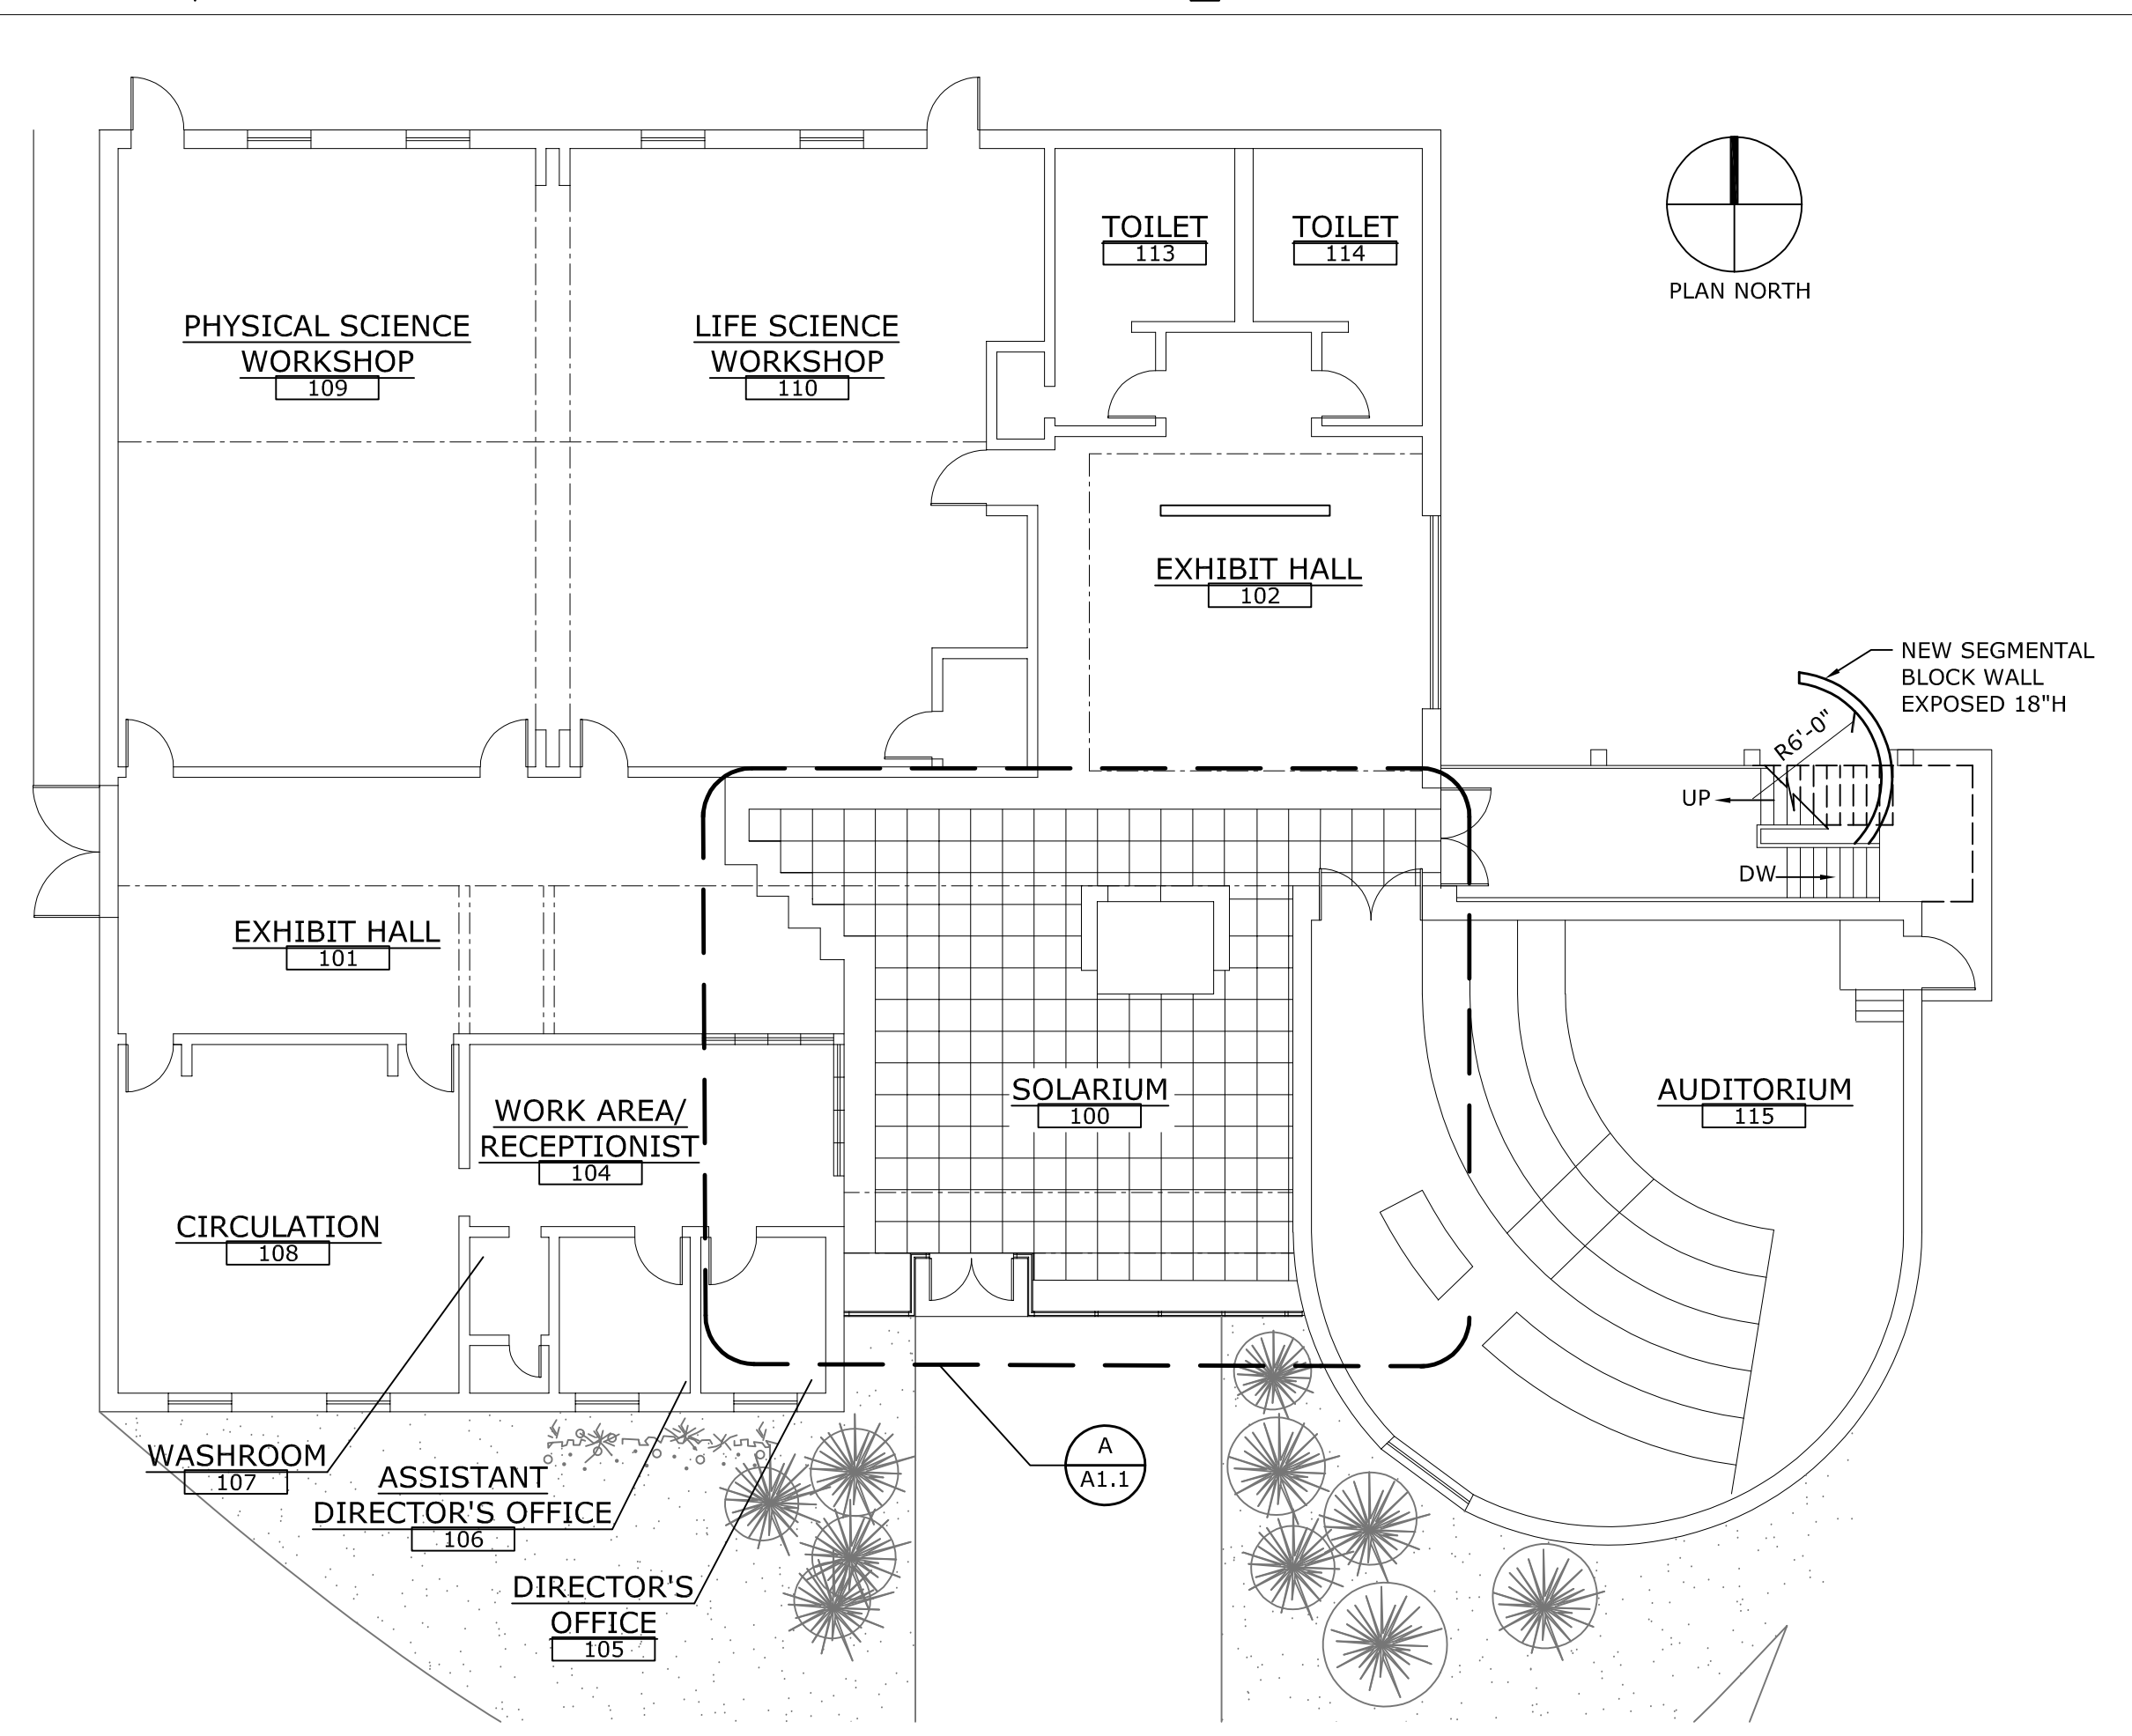 TOILET
113
TOILET
114
PLAN NORTH
PHYSICAL SCIENCE
WORKSHOP
109
LIFE SCIENCE
WORKSHOP
110
EXHIBIT HALL
102
NEW SEGMENTAL
BLOCK WALL
EXPOSED 18"H
R6'-0"
UP
DW
EXHIBIT HALL
101
SOLARIUM
100
AUDITORIUM
115
WORK AREA/
RECEPTIONIST
104
CIRCULATION
108
WASHROOM
107
ASSISTANT
DIRECTOR'S OFFICE
106
DIRECTOR'S
OFFICE
105
A
A1.1